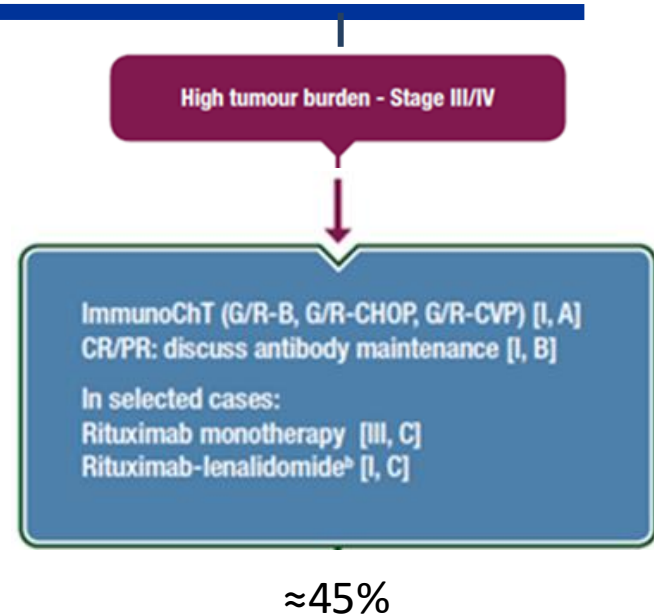 High tumour burden - Stage III/IV
ImmunoChT (G/R-B, G/R-CHOP, G/R-CVP) [I, A]
CR/PR: discuss antibody maintenance [I, B]
In selected cases:
Rituximab monotherapy [III, C]
Rituximab-lenalidomideᵇ [I, C]
≈45%